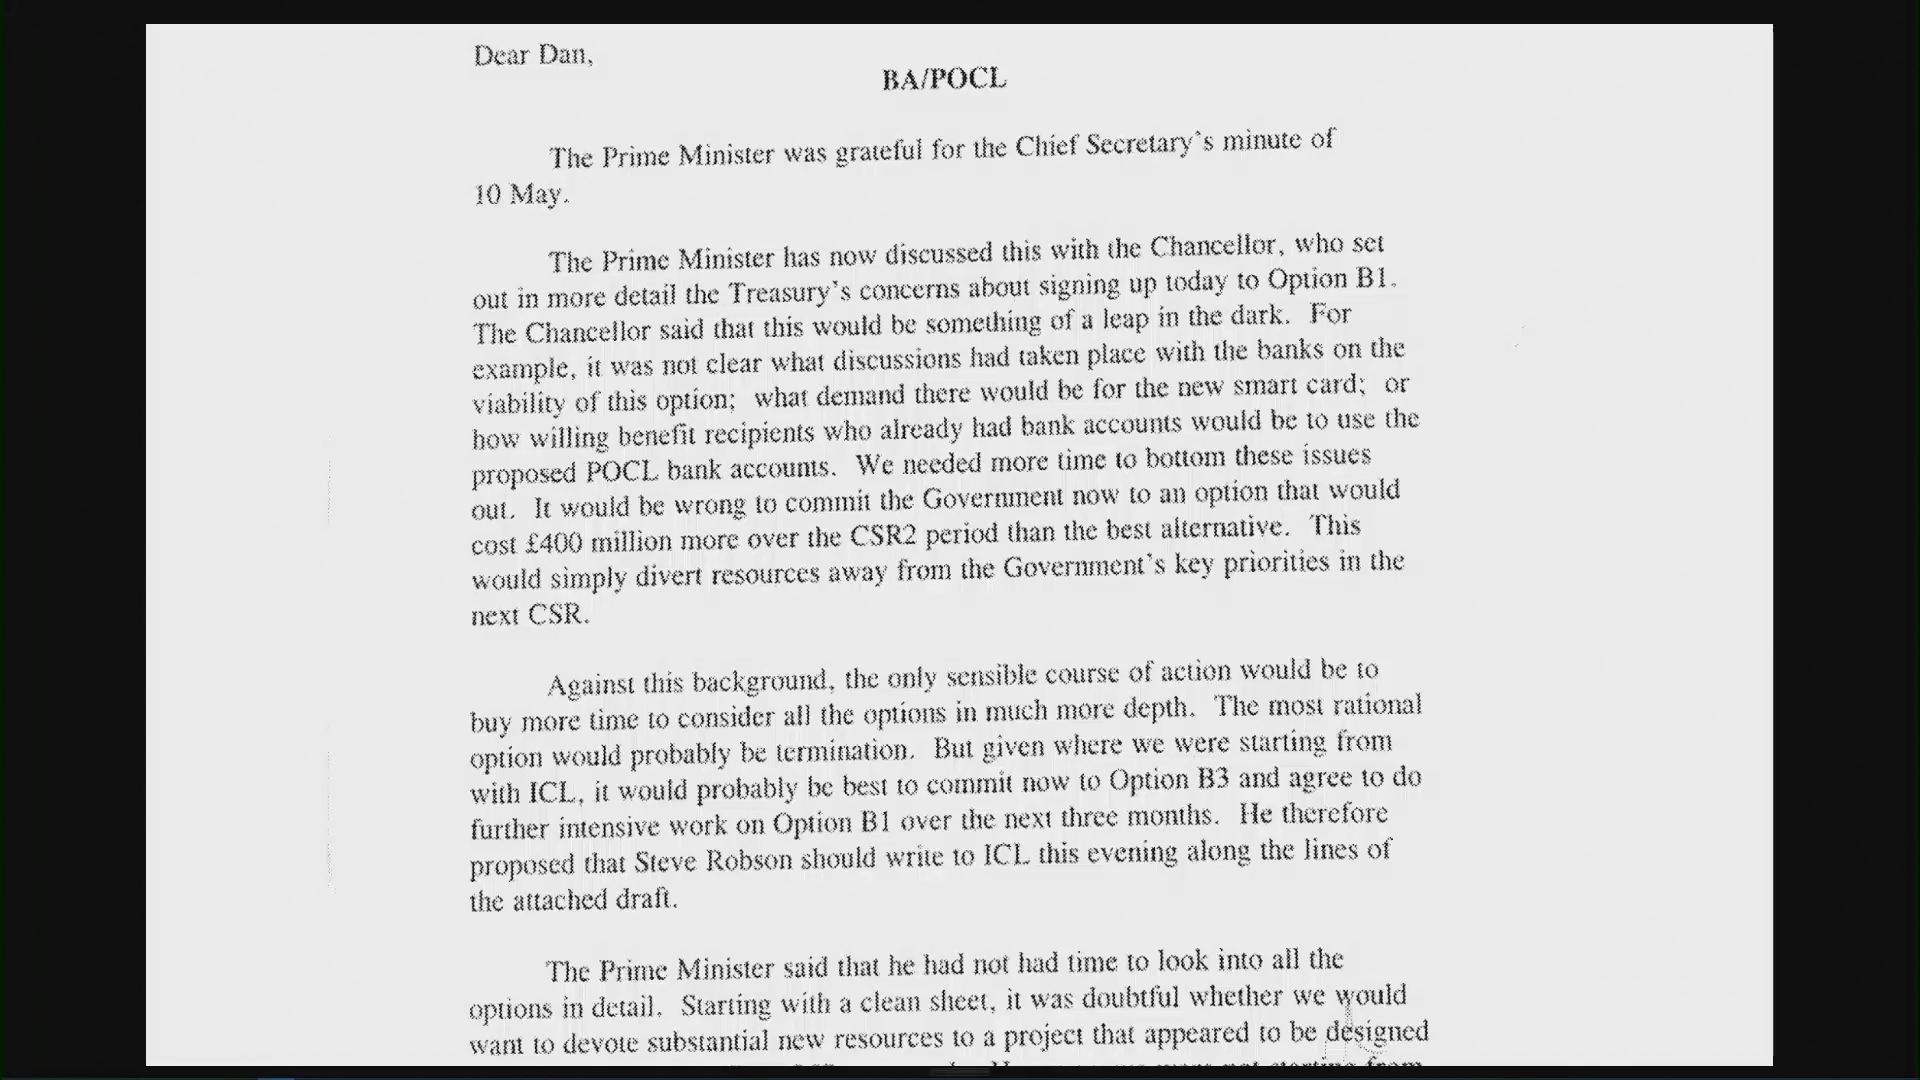 Dear Dan,
BA/POCL
The Prime Minister was grateful for the Chief Secretary's minute of
10 May.
The Prime Minister has now discussed this with the Chancellor, who set
out in more detail the Treasury's concerns about signing up today to Option B1.
The Chancellor said that this would be something of a leap in the dark. For
example, it was not clear what discussions had taken place with the banks on the
viability of this option; what demand there would be for the new smart card; or
how willing benefit recipients who already had bank accounts would be to use the
proposed POCL bank accounts. We needed more time to bottom these issues
out. It would be wrong to commit the Government now to an option that would
cost £400 million more over the CSR2 period than the best alternative. This
would simply divert resources away from the Government's key priorities in the
next CSR.
Against this background, the only sensible course of action would be to
buy more time to consider all the options in much more depth. The most rational
option would probably be termination. But given where we were starting from
with ICL, it would probably be best to commit now to Option B3 and agree to do
further intensive work on Option B1 over the next three months. He therefore
proposed that Steve Robson should write to ICL this evening along the lines of
the attached draft.
The Prime Minister said that he had not had time to look into all the
options in detail. Starting with a clean sheet, it was doubtful whether we would
want to devote substantial new resources to a project that appeared to be designed